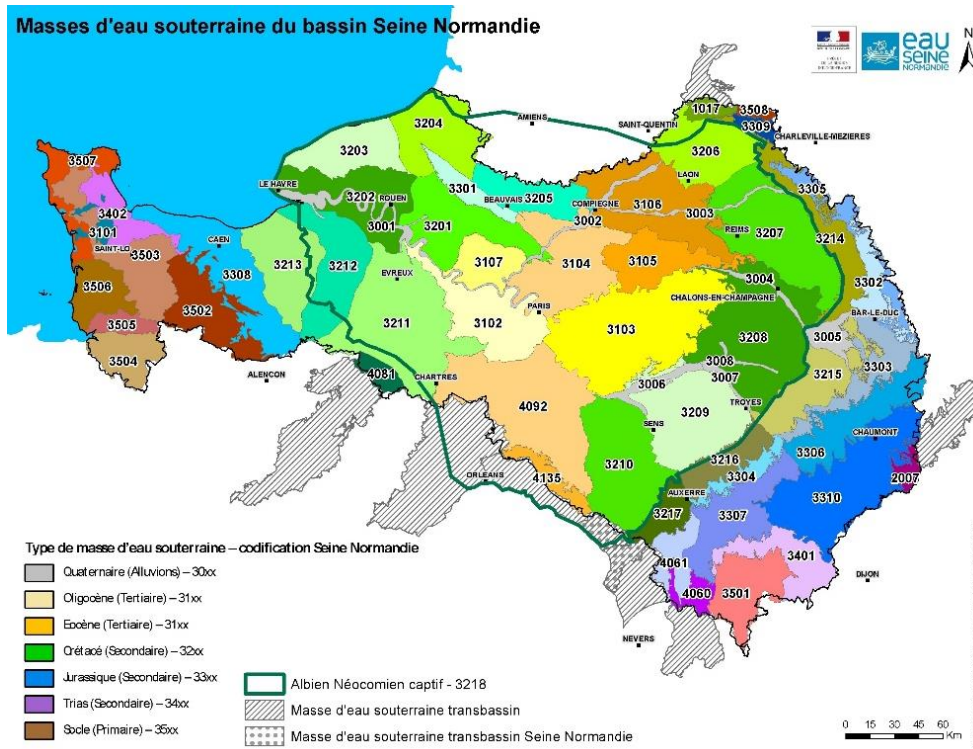 Masses d'eau souterraine du bassin Seine Normandie
eau
SEINE
NORMANDIE
N
3204
AMIENS
SAINT-QUENTIN
1017
3508
3309
CHARLEVILLE-MEZIERES
3203
3206
3507
LE HAVRE
3202
ROUEN
3301
BEAUVAIS
3205
LAON
3305
COMPIEGNE
3106
3003
3402
3001
3201
3002
REIMS
3207
3214
3101
SAINT-LO
3503
CAEN
3308
3213
3212
3107
3104
3105
3004
3302
EVREUX
CHALONS-EN-CHAMPAGNE
3506
3502
PARIS
BAR-LE-DUC
3211
3102
3103
3208
3005
3505
3303
3504
3008
3215
ALENCON
4081
CHARTRES
3006
3007
4092
3209
TROYES
SENS
CHAUMONT
3216
3306
3210
3304
ORLEANS
4135
2007
AUXERRE
3310
3217
3307
4061
3401
4060
3501
DIJON
NEVERS
Type de masse d'eau souterraine – codification Seine Normandie
Quaternaire (Alluvions) – 30xx
Oligocène (Tertiaire) – 31xx
Eocène (Tertiaire) – 31xx
Crétacé (Secondaire) – 32xx
Jurassique (Secondaire) – 33xx
Trias (Secondaire) – 34xx
Socle (Primaire) – 35xx
Albien Néocomien captif - 3218
Masse d'eau souterraine transbassin
Masse d'eau souterraine transbassin Seine Normandie
0 15 30 45 60
Km